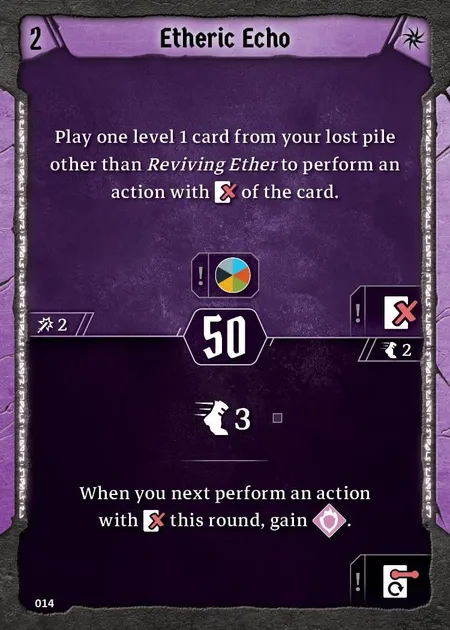 2
Etheric Echo
Play one level 1 card from your lost pile
other than Reviving Ether to perform an
action with of the card.
!
!
2
50
2
3
When you next perform an action
with this round, gain .
!
014